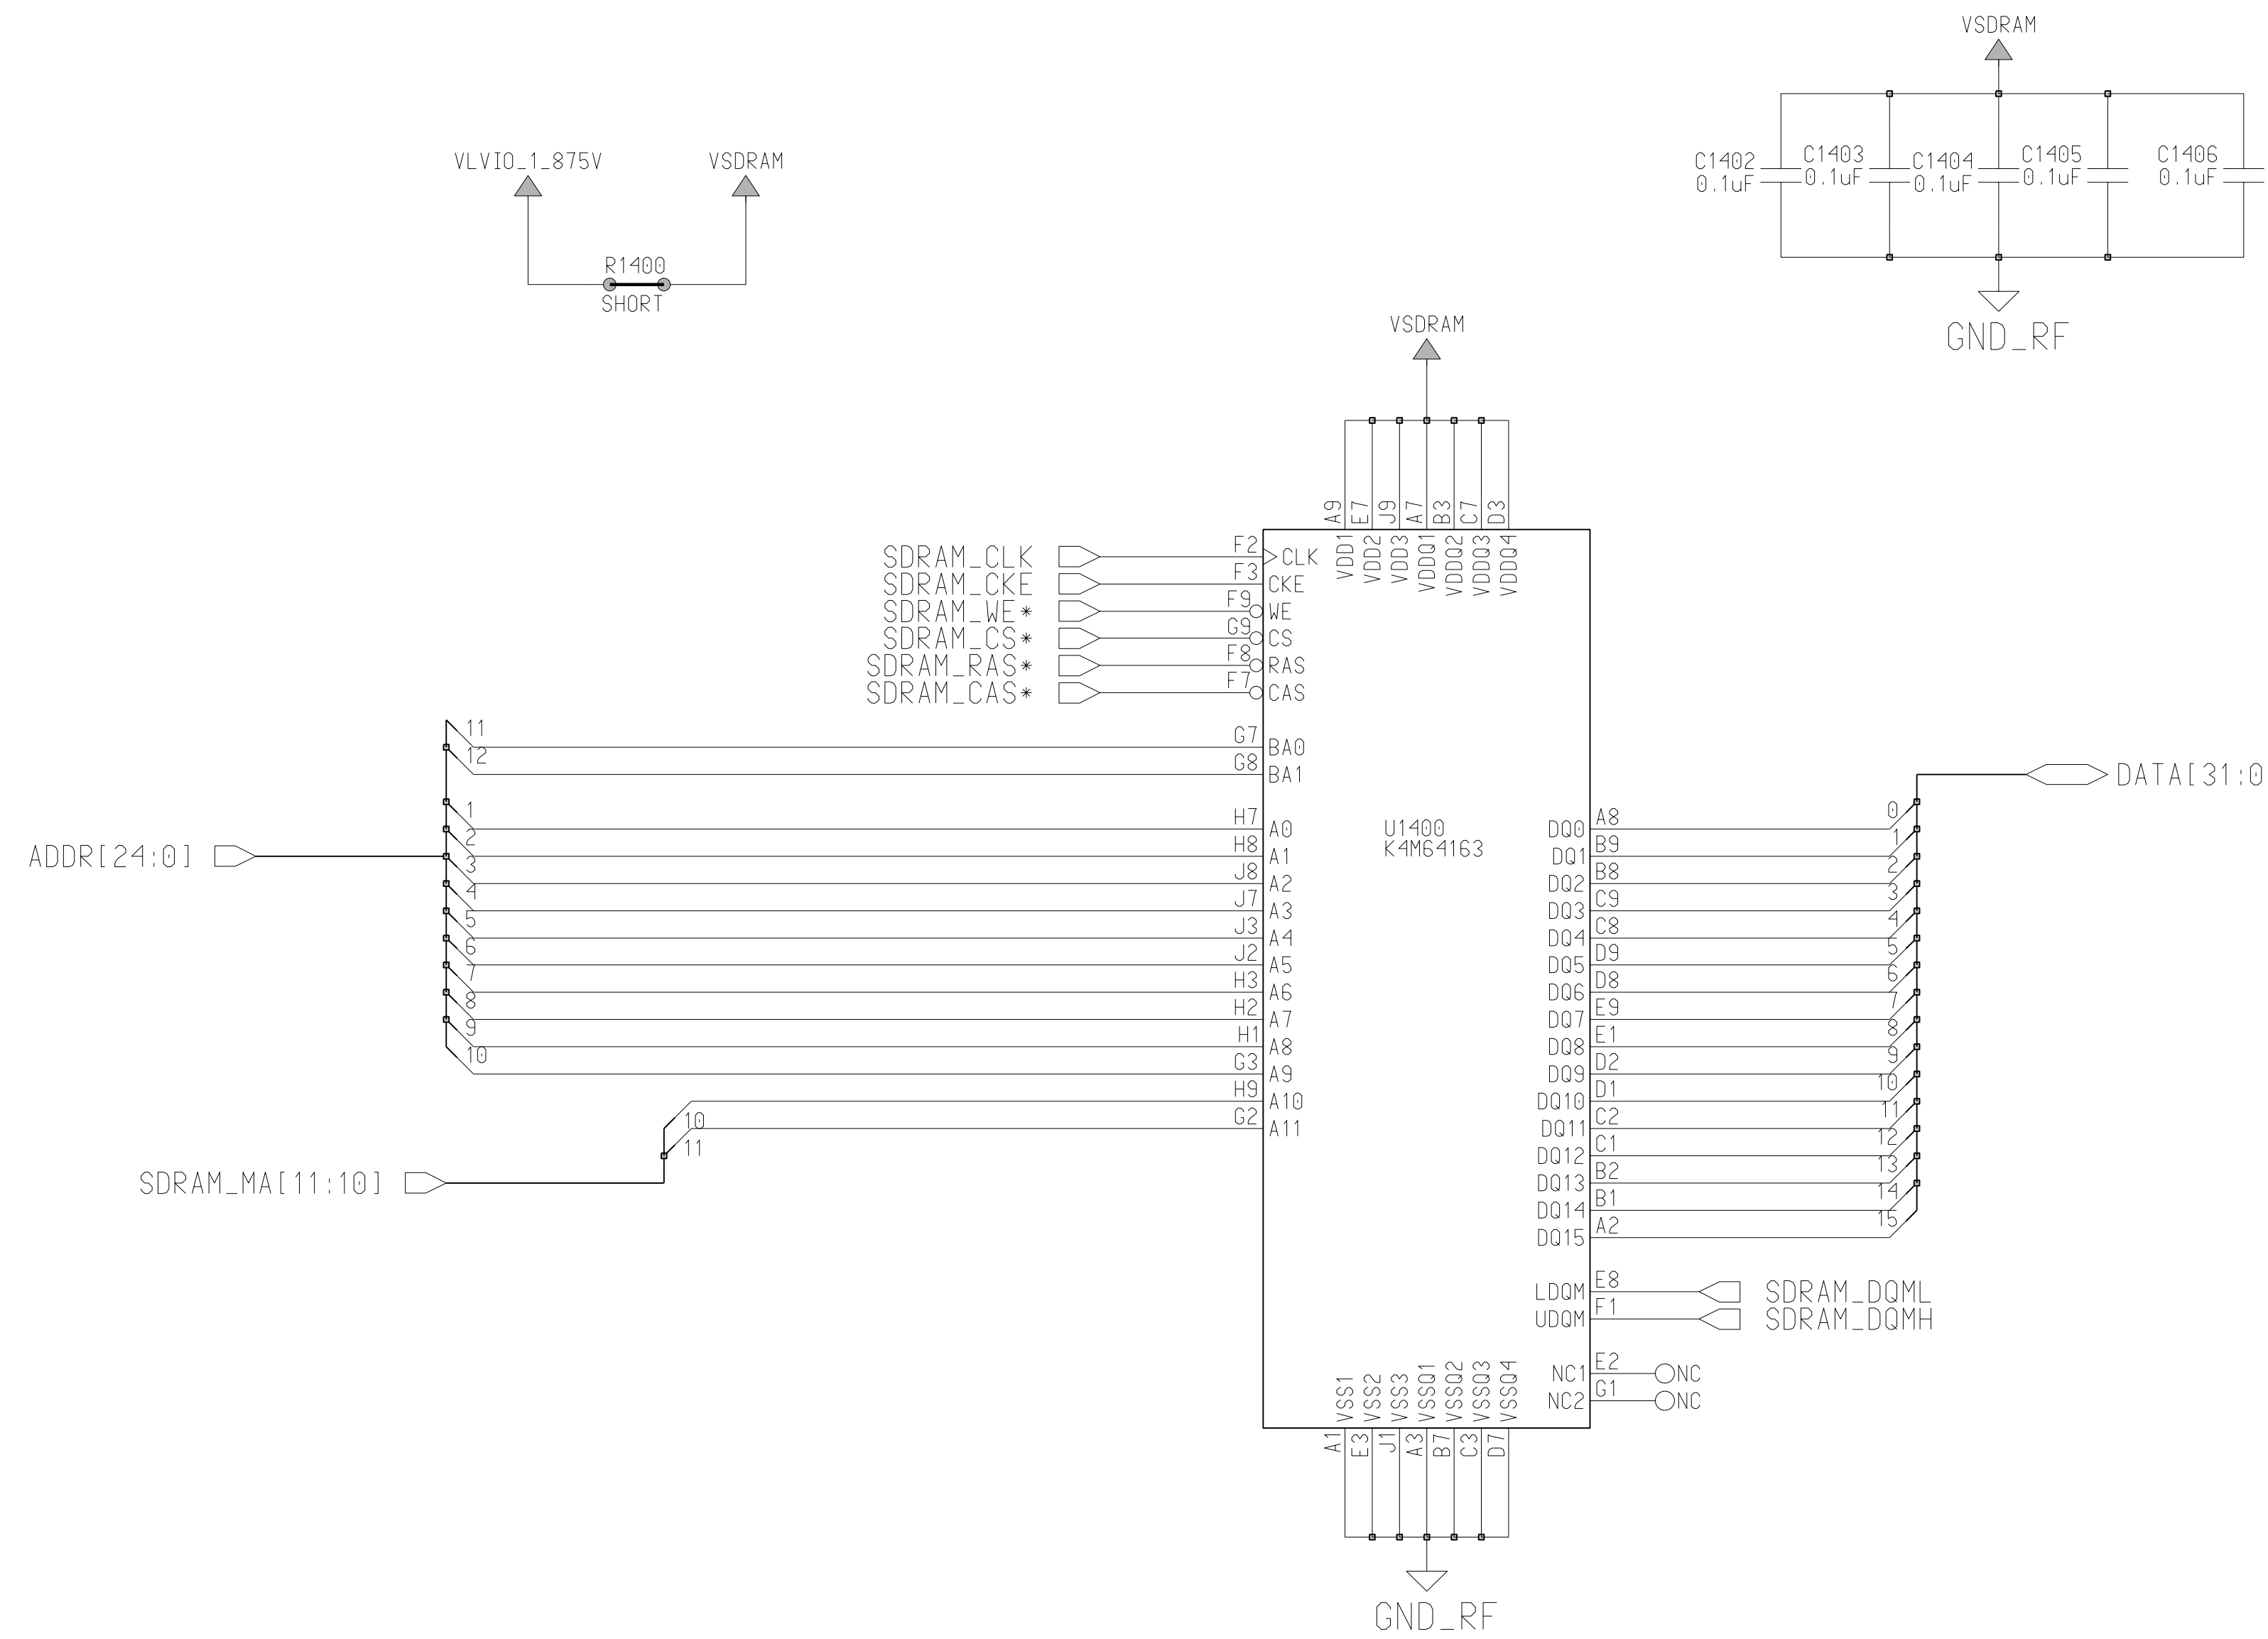 VSDRAM
C1402
0.1uF
C1403
0.1uF
C1404
0.1uF
C1405
0.1uF
C1406
0.1uF
GND_RF
VLVIO_1_875V
VSDRAM
R1400
SHORT
VSDRAM
A9 E7 J9 A7 B3 C7 D3
VDD1 VDD2 VDD3 VDDQ1 VDDQ2 VDDQ3 VDDQ4
SDRAM_CLK F2 CLK
SDRAM_CKE F3 CKE
SDRAM_WE* F9 WE
SDRAM_CS* G9 CS
SDRAM_RAS* F8 RAS
SDRAM_CAS* F7 CAS
11 G7 BA0
12 G8 BA1
DATA[31:0
U1400
K4M64163
ADDR[24:0]
1 H7 A0 DQ0 A8 0
2 H8 A1 DQ1 B9 1
3 J8 A2 DQ2 B8 2
4 J7 A3 DQ3 C9 3
5 J3 A4 DQ4 C8 4
6 J2 A5 DQ5 D9 5
7 H3 A6 DQ6 D8 6
8 H2 A7 DQ7 E9 7
9 H1 A8 DQ8 E1 8
10 G3 A9 DQ9 D2 9
10 H9 A10 DQ10 D1 10
11 G2 A11 DQ11 C2 11
DQ12 C1 12
SDRAM_MA[11:10]
DQ13 B2 13
DQ14 B1 14
DQ15 A2 15
LDQM E8 SDRAM_DQML
UDQM F1 SDRAM_DQMH
NC1 E2 NC
NC2 G1 NC
VSS1 VSS2 VSS3 VSSQ1 VSSQ2 VSSQ3 VSSQ4
A1 E3 J1 A3 B7 C3 D7
GND_RF